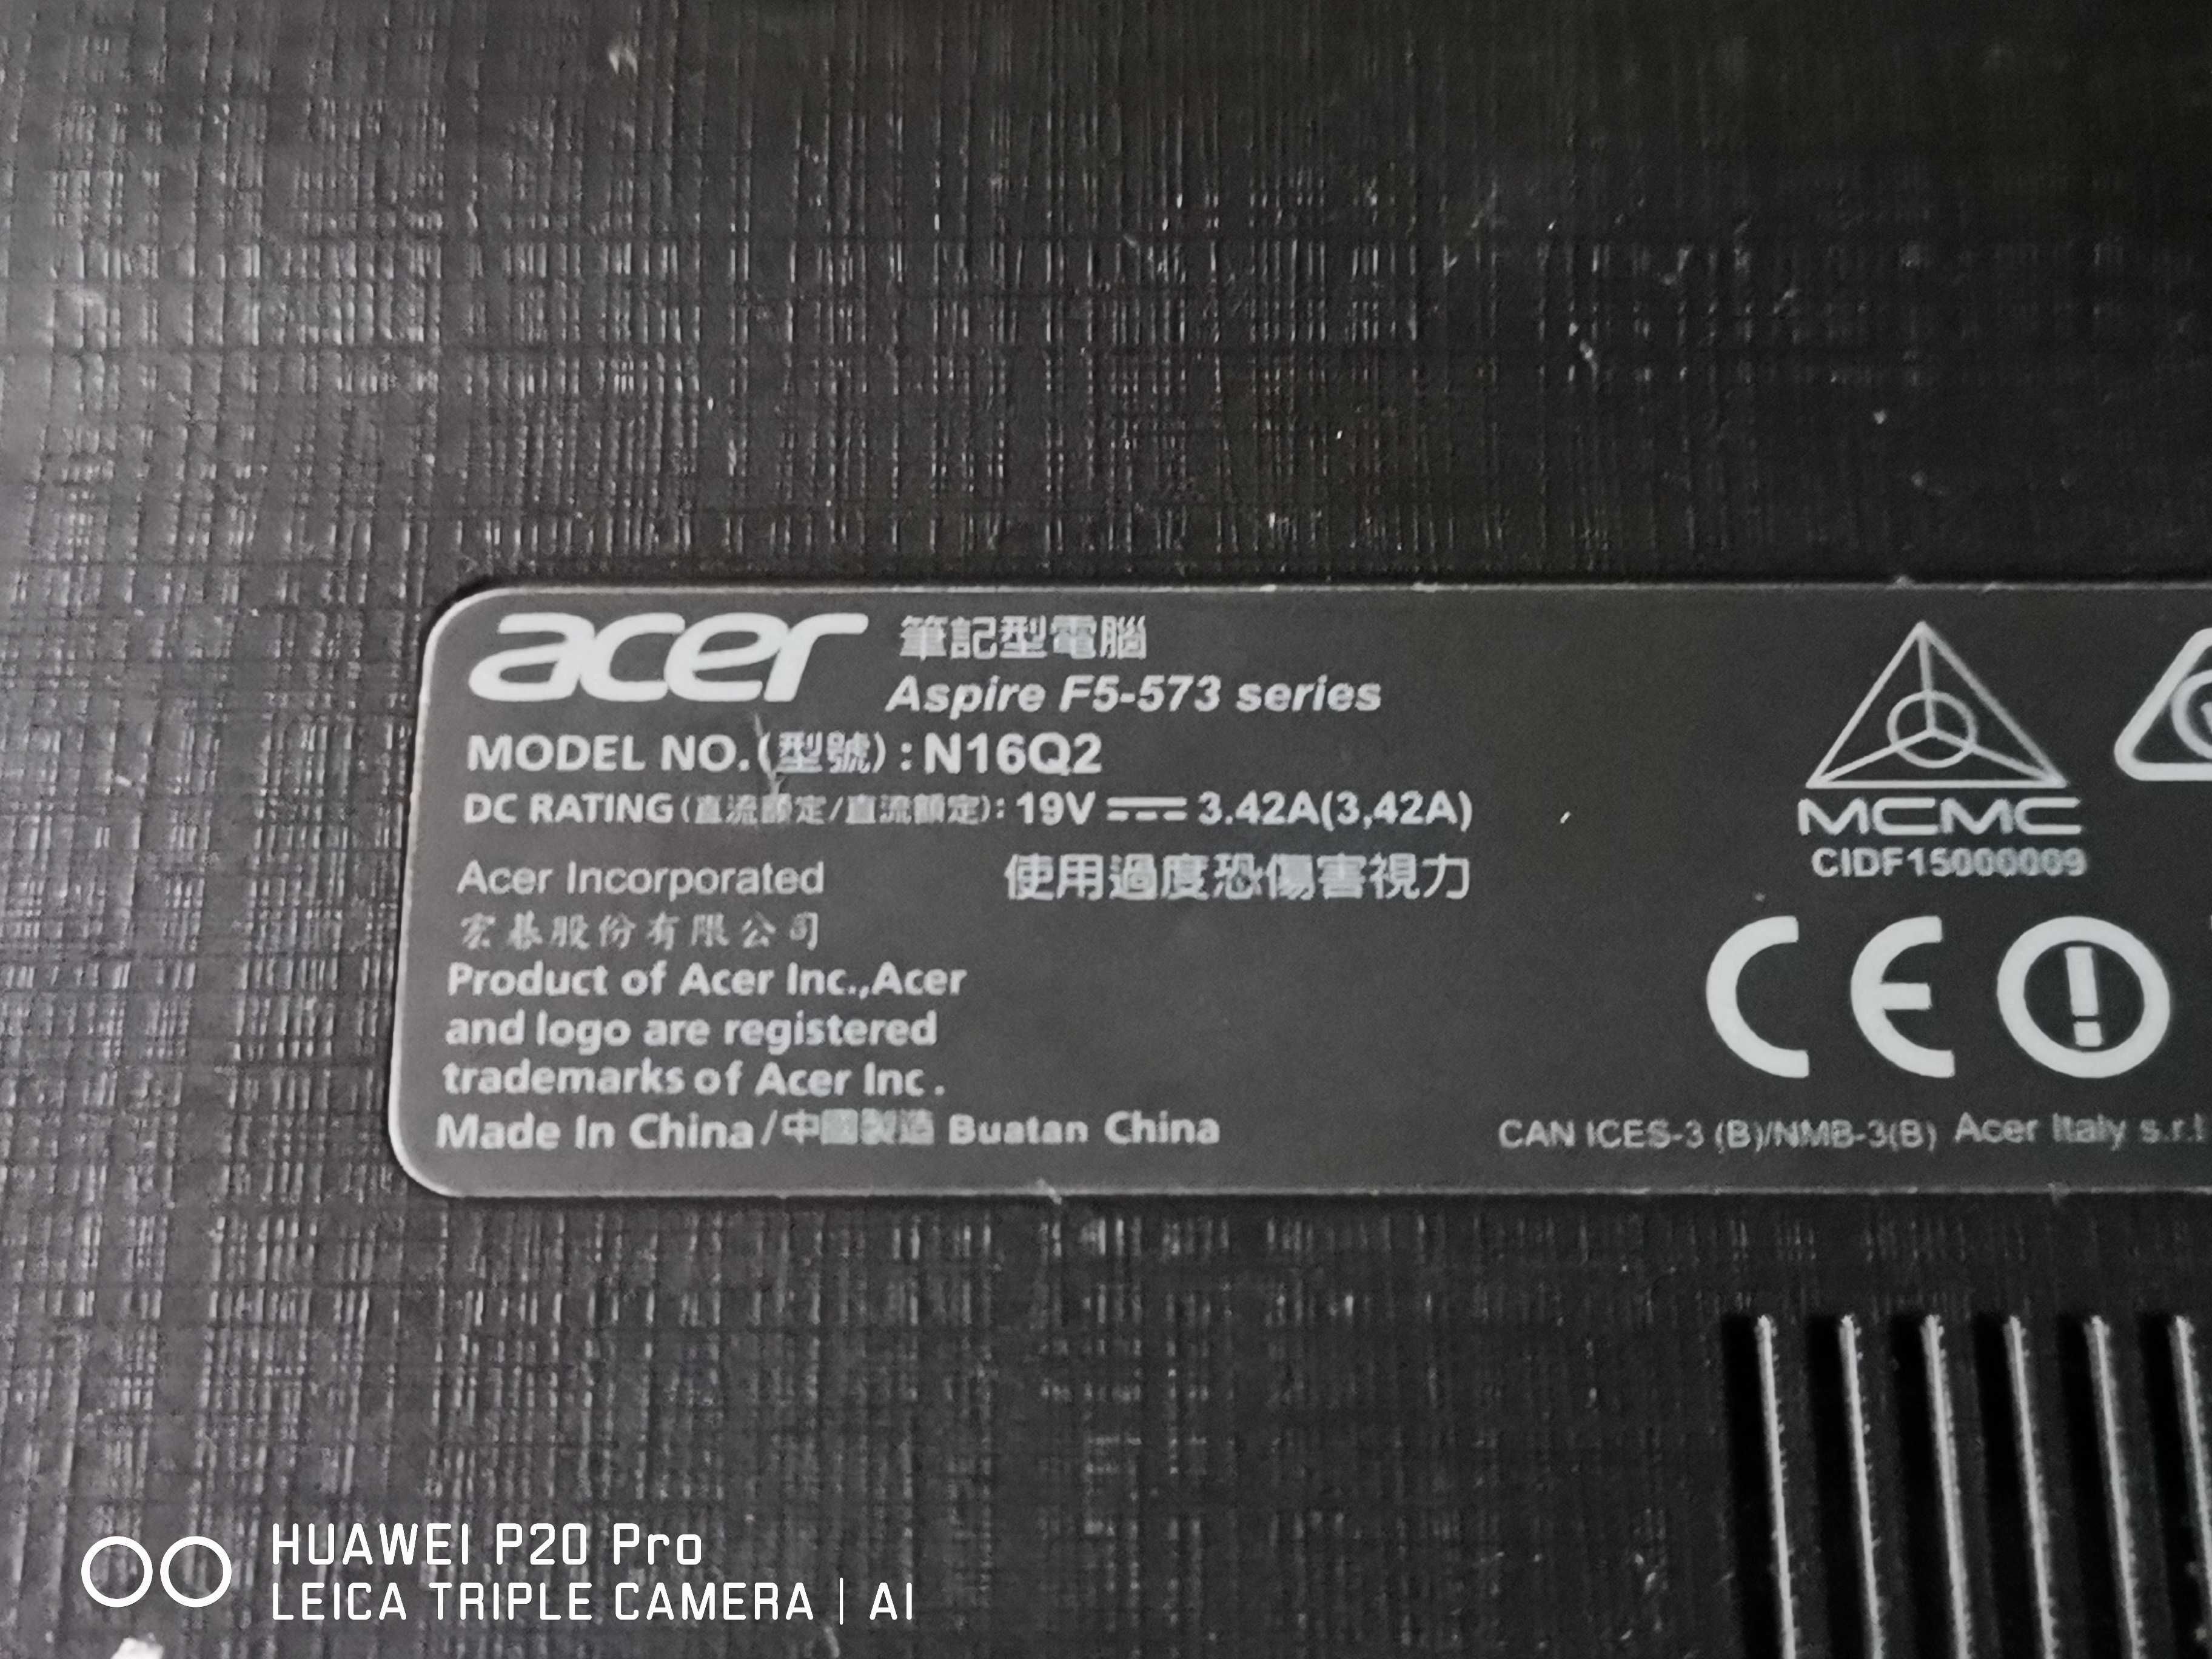 acer 筆記型電腦
Aspire F5-573 series
MODEL NO.(型號) : N16Q2
DC RATING(直流額定/直流額定): 19V ⎓ 3.42A(3,42A)
Acer Incorporated
使用過度恐傷害視力
宏碁股份有限公司
Product of Acer Inc.,Acer
and logo are registered
trademarks of Acer Inc.
Made In China/中國製造 Buatan China
MCMC
CIDF15000009
CE
CAN ICES-3 (B)/NMB-3(B) Acer Italy s.r.l
HUAWEI P20 Pro
LEICA TRIPLE CAMERA | AI